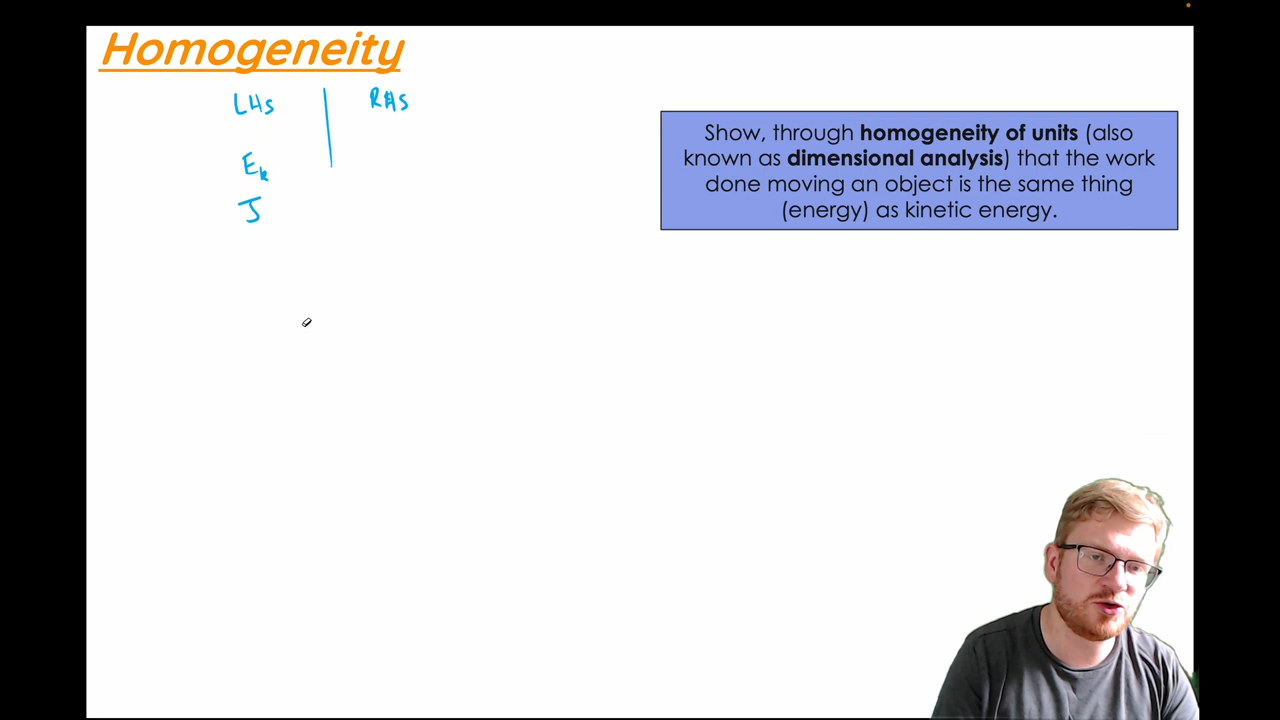 Homogeneity
LHS RHS
Ek
J
Show, through homogeneity of units (also
known as dimensional analysis) that the work
done moving an object is the same thing
(energy) as kinetic energy.